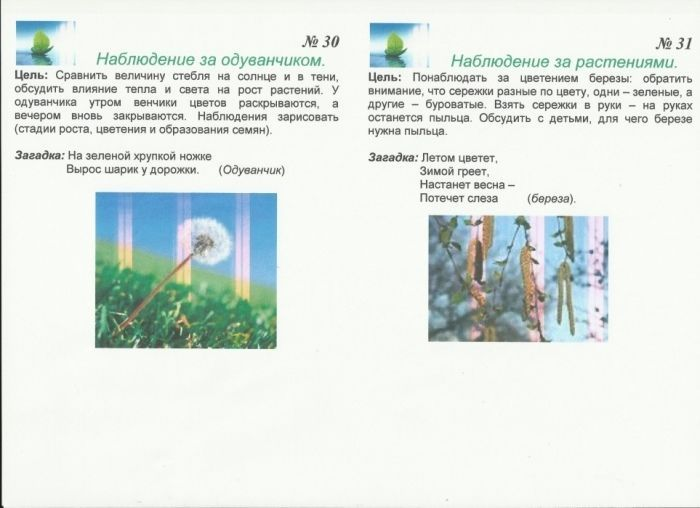 № 30
Наблюдение за одуванчиком.
Цель: Сравнить величину стебля на солнце и в тени,
обсудить влияние тепла и света на рост растений. У
одуванчика утром венчики цветов раскрываются, а
вечером вновь закрываются. Наблюдения зарисовать
(стадии роста, цветения и образования семян).
Загадка: На зеленой хрупкой ножке
Вырос шарик у дорожки. (Одуванчик)
№ 31
Наблюдение за растениями.
Цель: Понаблюдать за цветением березы: обратить
внимание, что сережки разные по цвету, одни – зеленые, а
другие – буроватые. Взять сережки в руки – на руках
останется пыльца. Обсудить с детьми, для чего березе
нужна пыльца.
Загадка: Летом цветет,
Зимой греет,
Настанет весна –
Потечет слеза (береза).